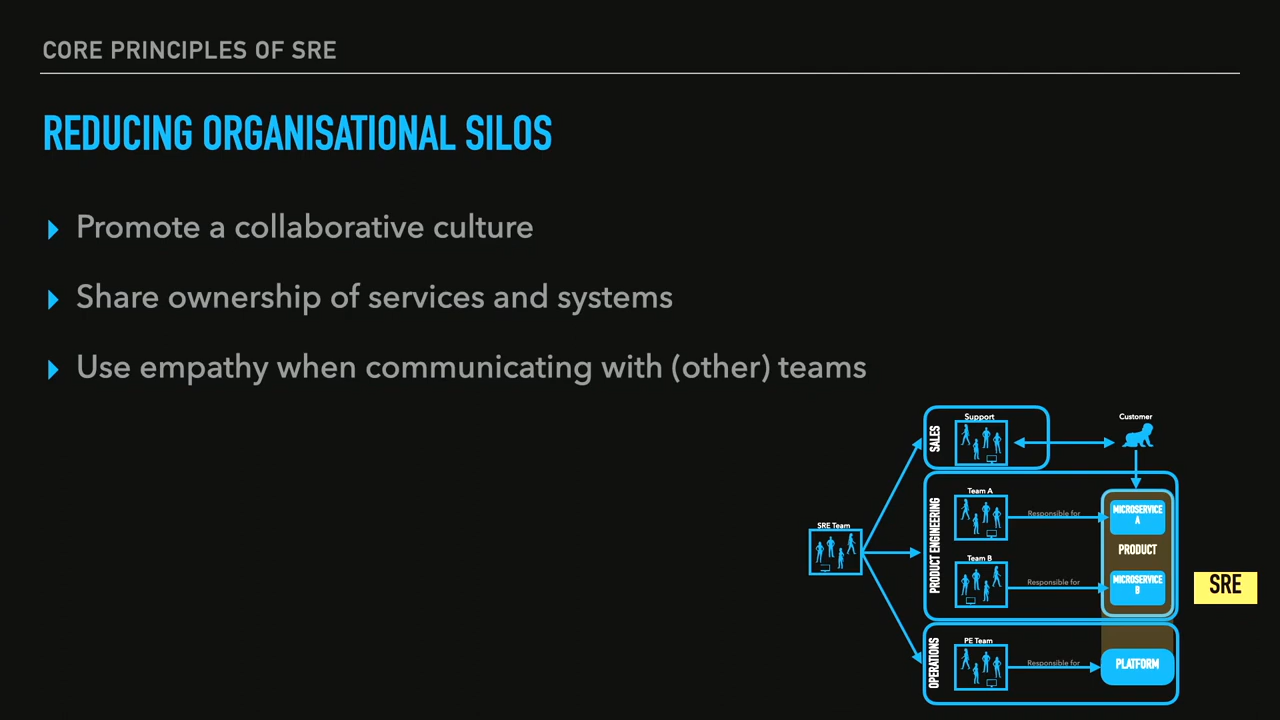 CORE PRINCIPLES OF SRE
REDUCING ORGANISATIONAL SILOS
Promote a collaborative culture
Share ownership of services and systems
Use empathy when communicating with (other) teams
SALES
Support
Customer
SRE Team
PRODUCT ENGINEERING
Team A
Responsible for
MICROSERVICE
A
PRODUCT
Team B
Responsible for
MICROSERVICE
B
SRE
OPERATIONS
PE Team
Responsible for
PLATFORM